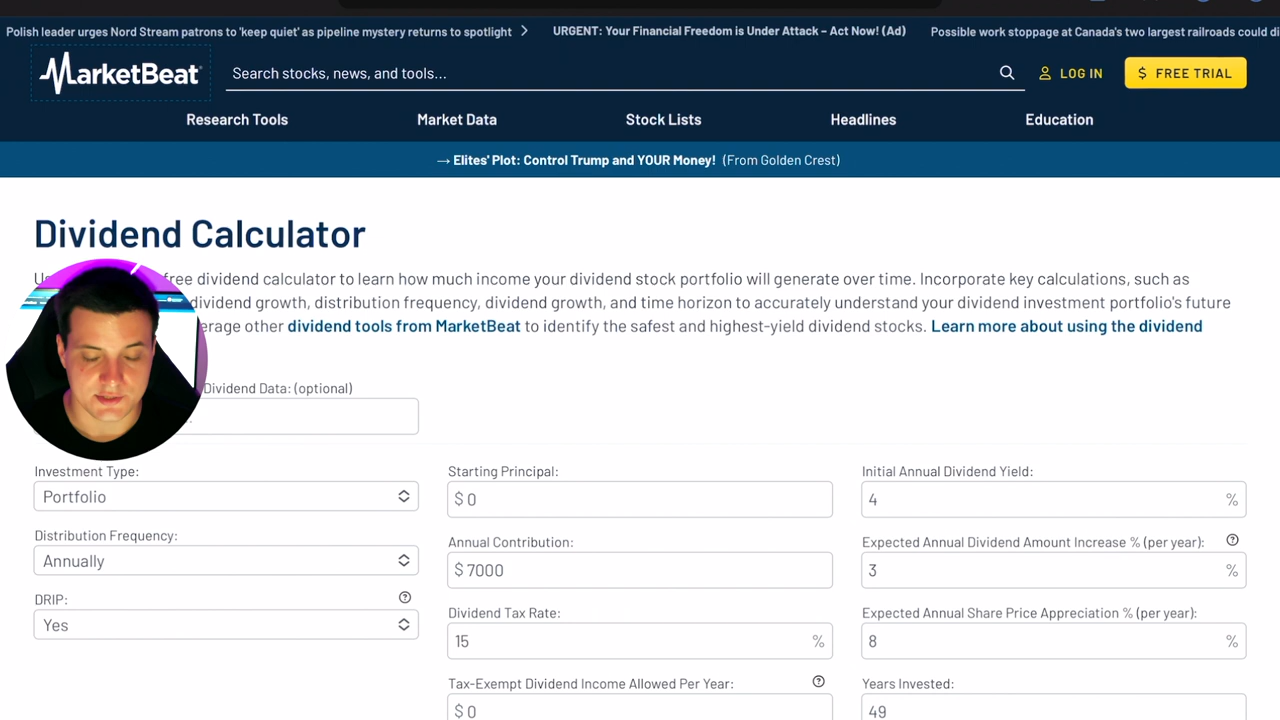 Polish leader urges Nord Stream patrons to 'keep quiet' as pipeline mystery returns to spotlight
URGENT: Your Financial Freedom is Under Attack – Act Now! (Ad)
Possible work stoppage at Canada's two largest railroads could
MarketBeat
Search stocks, news, and tools...
LOG IN
$ FREE TRIAL
Research Tools
Market Data
Stock Lists
Headlines
Education
→ Elites' Plot: Control Trump and YOUR Money! (From Golden Crest)
Dividend Calculator
free dividend calculator to learn how much income your dividend stock portfolio will generate over time. Incorporate key calculations, such as
dividend growth, distribution frequency, dividend growth, and time horizon to accurately understand your dividend investment portfolio's future
other dividend tools from MarketBeat to identify the safest and highest-yield dividend stocks. Learn more about using the dividend
Dividend Data: (optional)
Investment Type:
Portfolio
Distribution Frequency:
Annually
DRIP:
Yes
Starting Principal:
$ 0
Annual Contribution:
$ 7000
Dividend Tax Rate:
15 %
Tax-Exempt Dividend Income Allowed Per Year:
$ 0
Initial Annual Dividend Yield:
4 %
Expected Annual Dividend Amount Increase % (per year):
3 %
Expected Annual Share Price Appreciation % (per year):
8 %
Years Invested:
49